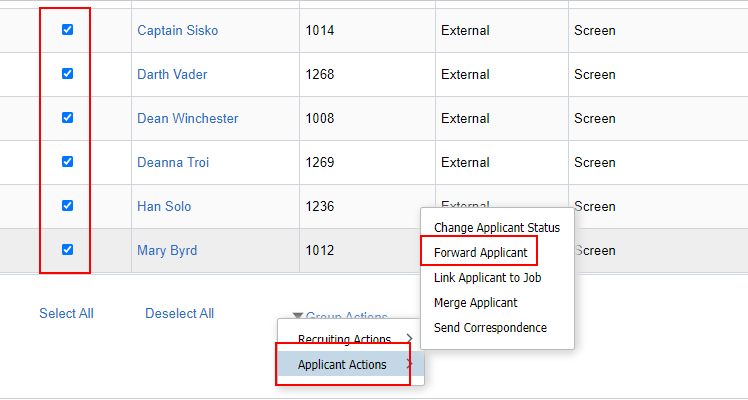 Captain Sisko 1014 External Screen
Darth Vader 1268 External Screen
Dean Winchester 1008 External Screen
Deanna Troi 1269 External Screen
Han Solo 1236 External Screen
Mary Byrd 1012 Screen
Change Applicant Status
Forward Applicant
Link Applicant to Job
Merge Applicant
Send Correspondence
Select All Deselect All Group Actions
Recruiting Actions
Applicant Actions